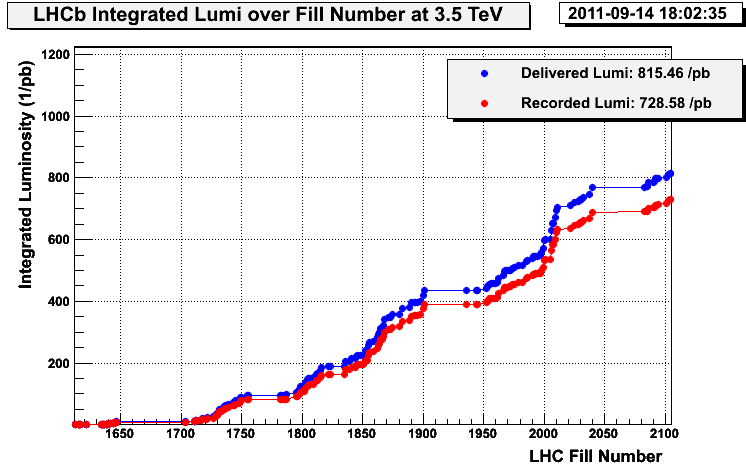 LHCb Integrated Lumi over Fill Number at 3.5 TeV
2011-09-14 18:02:35
Integrated Luminosity (1/pb)
1200
1000
800
600
400
200
Delivered Lumi: 815.46 /pb
Recorded Lumi: 728.58 /pb
1650 1700 1750 1800 1850 1900 1950 2000 2050 2100
LHC Fill Number